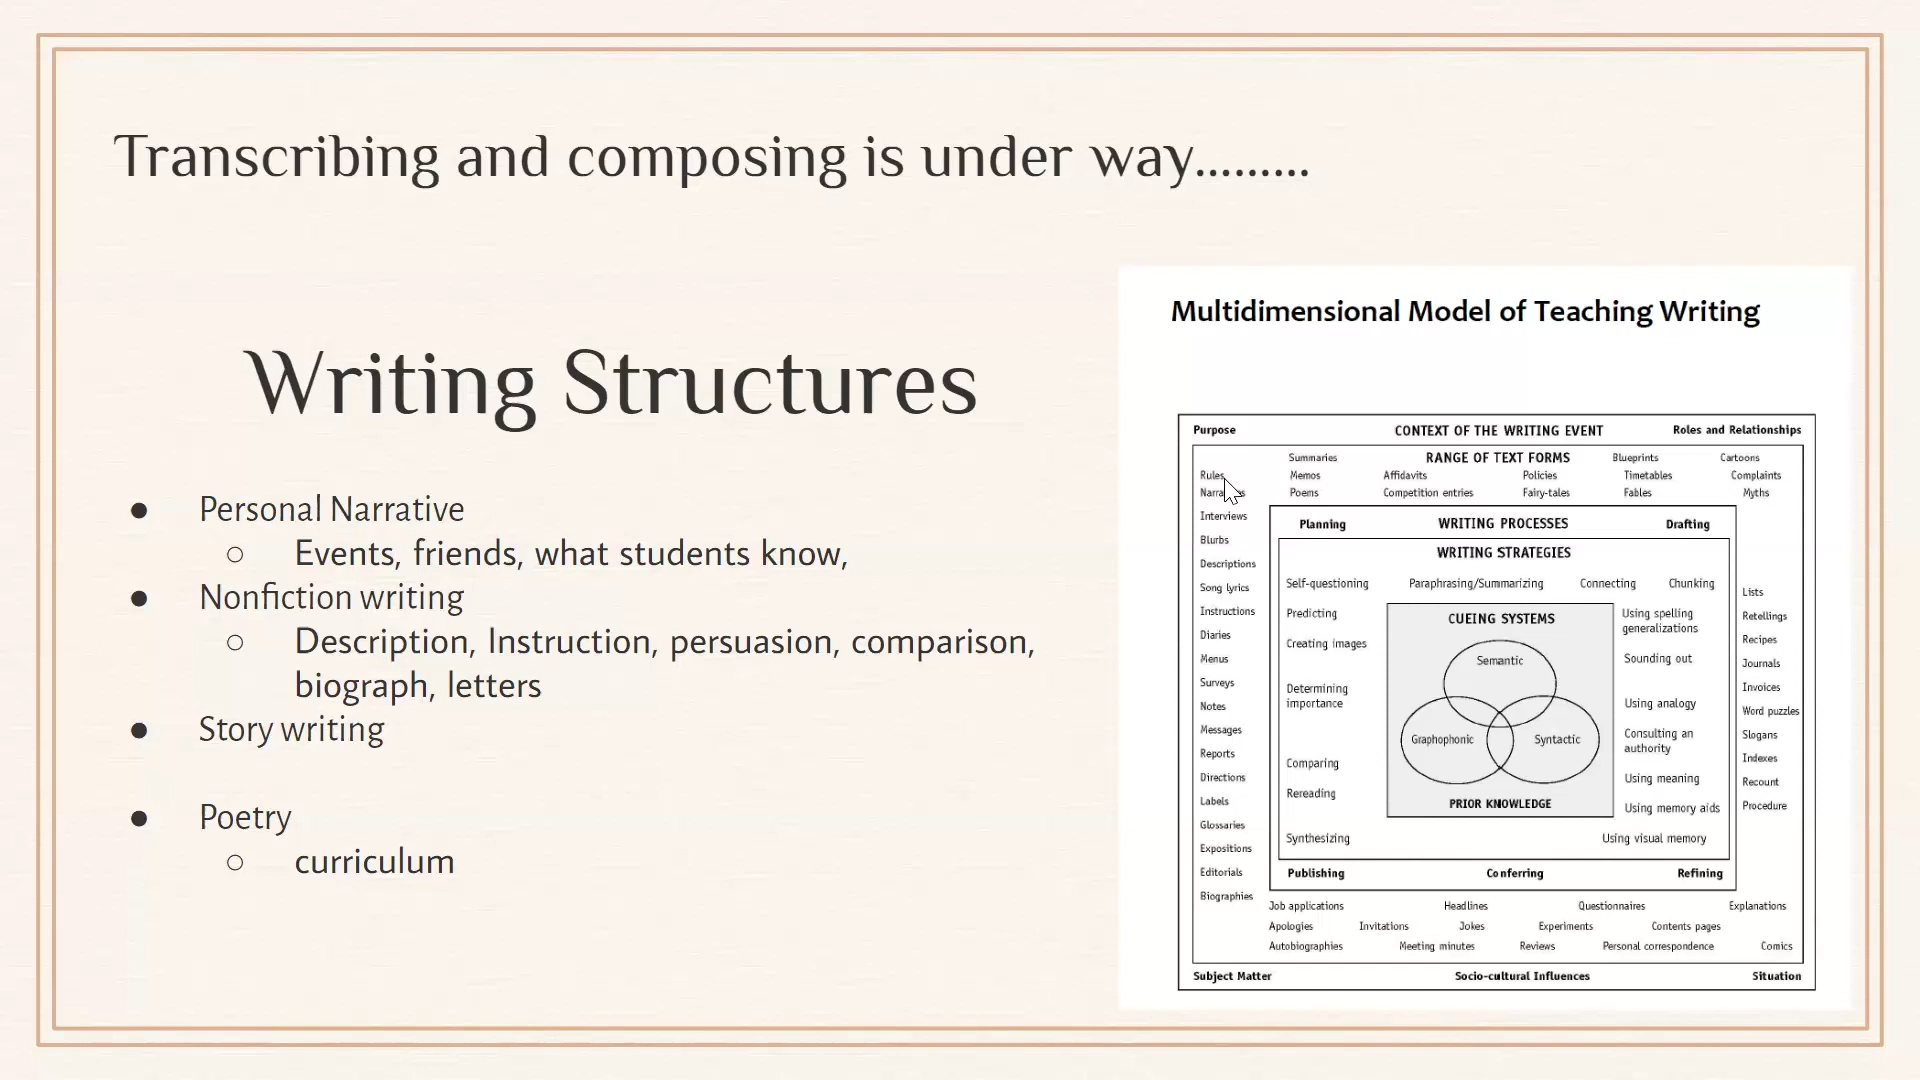 Transcribing and composing is under way.........
Writing Structures
● Personal Narrative
○ Events, friends, what students know,
● Nonfiction writing
○ Description, Instruction, persuasion, comparison,
biograph, letters
● Story writing
● Poetry
○ curriculum
Multidimensional Model of Teaching Writing
Purpose CONTEXT OF THE WRITING EVENT Roles and Relationships
Summaries RANGE OF TEXT FORMS Blueprints Cartoons
Rules Memos Affidavits Policies Timetables Complaints
Poems Competition entries Fairy-tales Fables Myths
Interviews
Blurbs
Descriptions
Song lyrics
Instructions
Diaries
Menus
Surveys
Notes
Messages
Reports
Directions
Labels
Glossaries
Expositions
Editorials
Biographies
Planning WRITING PROCESSES Drafting
WRITING STRATEGIES
Self-questioning Paraphrasing/Summarizing Connecting Chunking
Predicting
Creating images
Determining
importance
Comparing
Rereading
Synthesizing
CUEING SYSTEMS
Semantic
Graphophonic Syntactic
PRIOR KNOWLEDGE
Using spelling
generalizations
Sounding out
Using analogy
Consulting an
authority
Using meaning
Using memory aids
Using visual memory
Publishing Conferring Refining
Lists
Retellings
Recipes
Journals
Invoices
Word puzzles
Slogans
Indexes
Recount
Procedure
Job applications Headlines Questionnaires Explanations
Apologies Invitations Jokes Experiments Contents pages
Autobiographies Meeting minutes Reviews Personal correspondence Comics
Subject Matter Socio-cultural Influences Situation